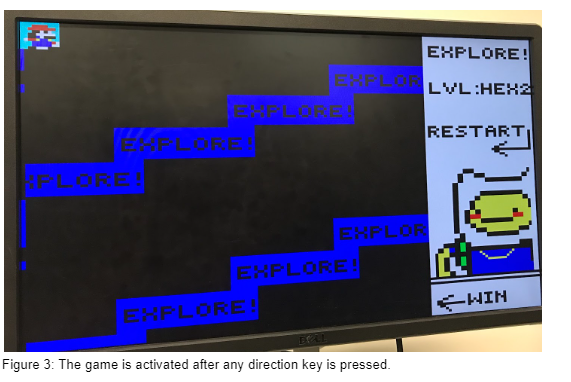 EXPLORE!
LVL:HEX2
RESTART
EXPLOR
EXPLORE!
EXPLORE!
XPLORE!
EXPLOR
EXPLORE!
EXPLORE!
WIN
Figure 3: The game is activated after any direction key is pressed.